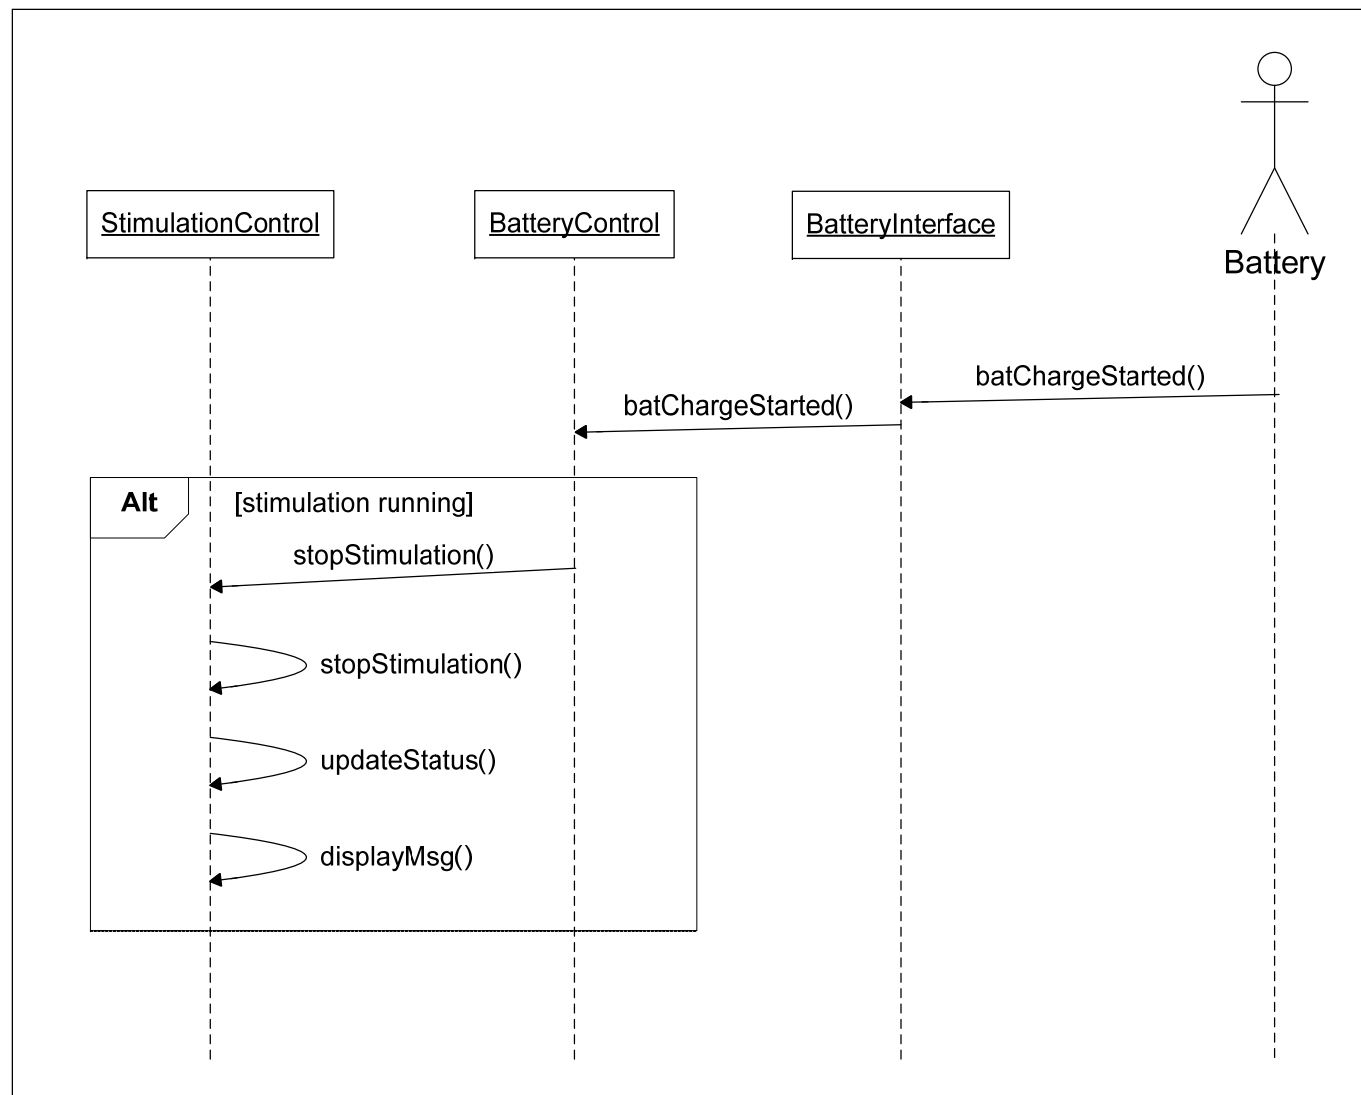 StimulationControl
BatteryControl
BatteryInterface
Battery
batChargeStarted()
batChargeStarted()
Alt
[stimulation running]
stopStimulation()
stopStimulation()
updateStatus()
displayMsg()